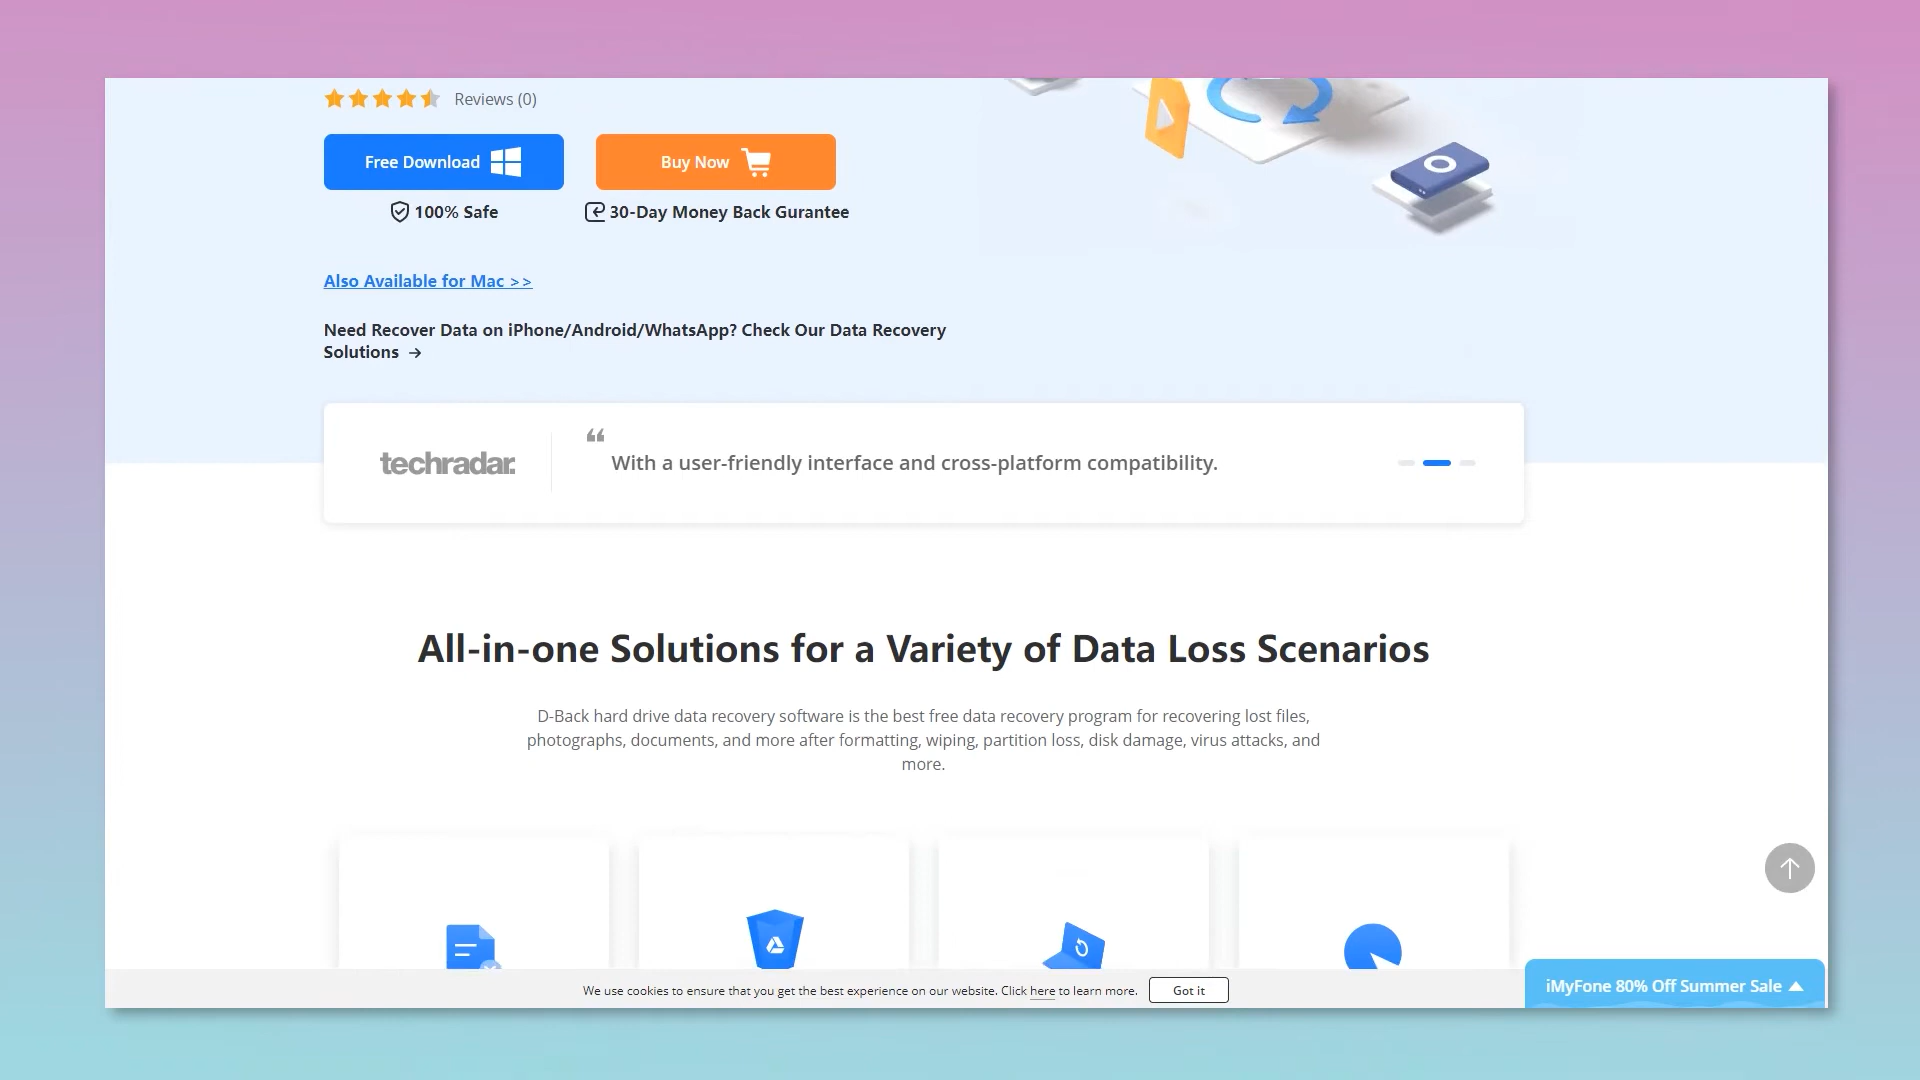 Reviews (0)
Free Download
Buy Now
100% Safe
30-Day Money Back Gurantee
Also Available for Mac >>
Need Recover Data on iPhone/Android/WhatsApp? Check Our Data Recovery
Solutions →
techradar.
“
With a user-friendly interface and cross-platform compatibility.
All-in-one Solutions for a Variety of Data Loss Scenarios
D-Back hard drive data recovery software is the best free data recovery program for recovering lost files,
photographs, documents, and more after formatting, wiping, partition loss, disk damage, virus attacks, and
more.
We use cookies to ensure that you get the best experience on our website. Click here to learn more.
Got it
iMyFone 80% Off Summer Sale